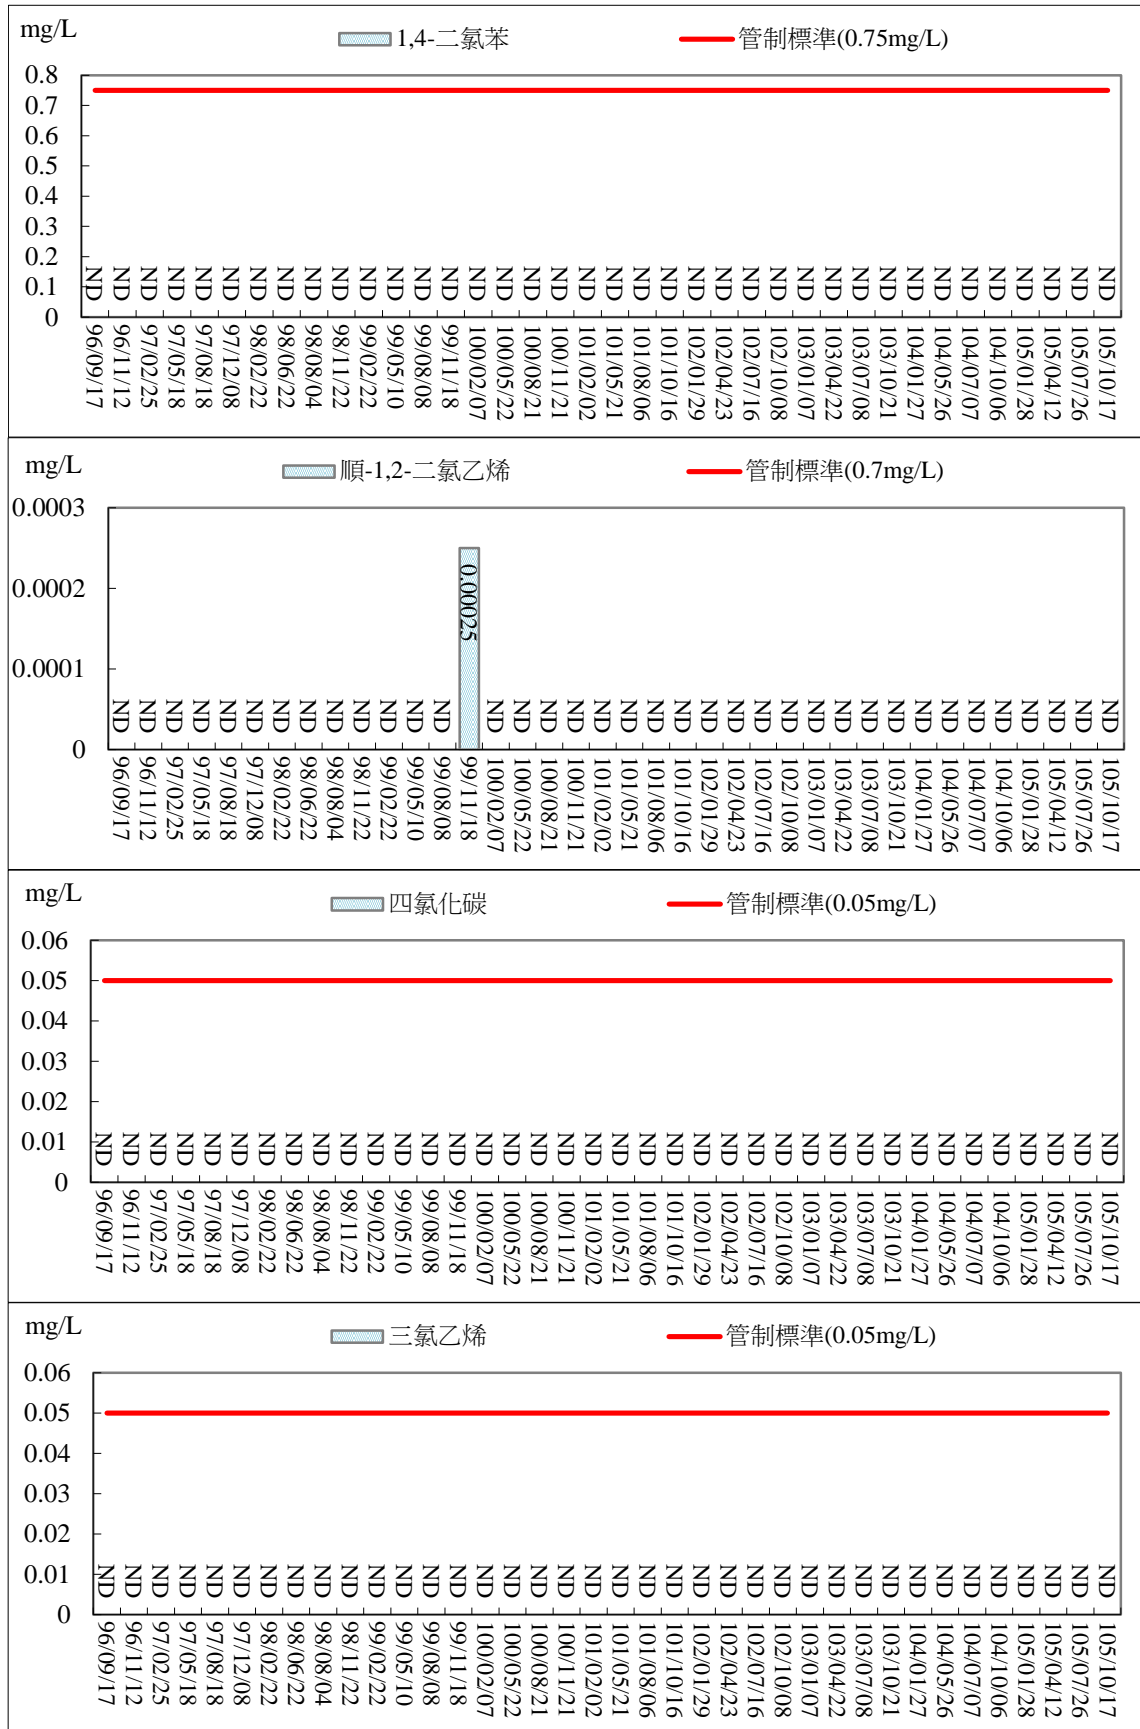 mg/L
1,4-二氯苯 管制標準(0.75mg/L)
0.8
0.7
0.6
0.5
0.4
0.3
0.2
0.1
0
ND ND ND ND ND ND ND ND ND ND ND ND ND ND ND ND ND ND ND ND ND ND ND ND ND ND ND ND ND ND ND ND ND ND ND ND ND ND
96/09/17 96/11/12 97/02/25 97/05/18 97/08/18 97/12/08 98/02/22 98/06/22 98/08/04 98/11/22 99/02/22 99/05/10 99/08/08 99/11/18 100/02/07 100/05/22 100/08/21 100/11/21 101/02/02 101/05/21 101/08/06 101/10/16 102/01/29 102/04/23 102/07/16 102/10/08 103/01/07 103/04/22 103/07/08 103/10/21 104/01/27 104/05/26 104/07/07 104/10/06 105/01/28 105/04/12 105/07/26 105/10/17
mg/L
順-1,2-二氯乙烯 管制標準(0.7mg/L)
0.0003
0.0002
0.0001
0
ND ND ND ND ND ND ND ND ND ND ND ND ND 0.00025 ND ND ND ND ND ND ND ND ND ND ND ND ND ND ND ND ND ND ND ND ND ND ND ND
96/09/17 96/11/12 97/02/25 97/05/18 97/08/18 97/12/08 98/02/22 98/06/22 98/08/04 98/11/22 99/02/22 99/05/10 99/08/08 99/11/18 100/02/07 100/05/22 100/08/21 100/11/21 101/02/02 101/05/21 101/08/06 101/10/16 102/01/29 102/04/23 102/07/16 102/10/08 103/01/07 103/04/22 103/07/08 103/10/21 104/01/27 104/05/26 104/07/07 104/10/06 105/01/28 105/04/12 105/07/26 105/10/17
mg/L
四氯化碳 管制標準(0.05mg/L)
0.06
0.05
0.04
0.03
0.02
0.01
0
ND ND ND ND ND ND ND ND ND ND ND ND ND ND ND ND ND ND ND ND ND ND ND ND ND ND ND ND ND ND ND ND ND ND ND ND ND ND
96/09/17 96/11/12 97/02/25 97/05/18 97/08/18 97/12/08 98/02/22 98/06/22 98/08/04 98/11/22 99/02/22 99/05/10 99/08/08 99/11/18 100/02/07 100/05/22 100/08/21 100/11/21 101/02/02 101/05/21 101/08/06 101/10/16 102/01/29 102/04/23 102/07/16 102/10/08 103/01/07 103/04/22 103/07/08 103/10/21 104/01/27 104/05/26 104/07/07 104/10/06 105/01/28 105/04/12 105/07/26 105/10/17
mg/L
三氯乙烯 管制標準(0.05mg/L)
0.06
0.05
0.04
0.03
0.02
0.01
0
ND ND ND ND ND ND ND ND ND ND ND ND ND ND ND ND ND ND ND ND ND ND ND ND ND ND ND ND ND ND ND ND ND ND ND ND ND ND
96/09/17 96/11/12 97/02/25 97/05/18 97/08/18 97/12/08 98/02/22 98/06/22 98/08/04 98/11/22 99/02/22 99/05/10 99/08/08 99/11/18 100/02/07 100/05/22 100/08/21 100/11/21 101/02/02 101/05/21 101/08/06 101/10/16 102/01/29 102/04/23 102/07/16 102/10/08 103/01/07 103/04/22 103/07/08 103/10/21 104/01/27 104/05/26 104/07/07 104/10/06 105/01/28 105/04/12 105/07/26 105/10/17